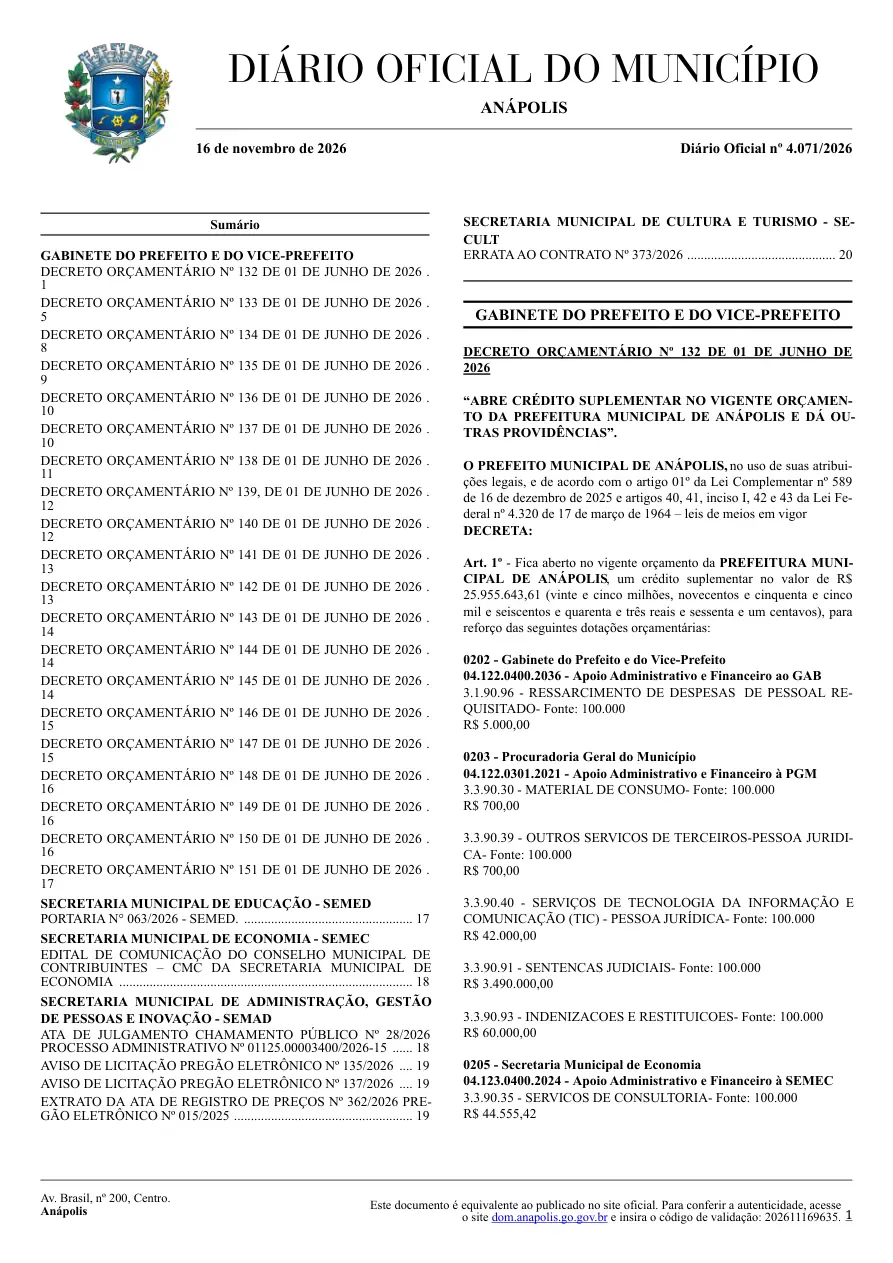 DIÁRIO OFICIAL DO MUNICÍPIO
ANÁPOLIS
ANÁPOLIS
16 de novembro de 2026
Diário Oficial nº 4.071/2026
Sumário
GABINETE DO PREFEITO E DO VICE-PREFEITO
DECRETO ORÇAMENTÁRIO Nº 132 DE 01 DE JUNHO DE 2026 .
1
DECRETO ORÇAMENTÁRIO Nº 133 DE 01 DE JUNHO DE 2026 .
5
DECRETO ORÇAMENTÁRIO Nº 134 DE 01 DE JUNHO DE 2026 .
8
DECRETO ORÇAMENTÁRIO Nº 135 DE 01 DE JUNHO DE 2026 .
9
DECRETO ORÇAMENTÁRIO Nº 136 DE 01 DE JUNHO DE 2026 .
10
DECRETO ORÇAMENTÁRIO Nº 137 DE 01 DE JUNHO DE 2026 .
10
DECRETO ORÇAMENTÁRIO Nº 138 DE 01 DE JUNHO DE 2026 .
11
DECRETO ORÇAMENTÁRIO Nº 139, DE 01 DE JUNHO DE 2026 .
12
DECRETO ORÇAMENTÁRIO Nº 140 DE 01 DE JUNHO DE 2026 .
12
DECRETO ORÇAMENTÁRIO Nº 141 DE 01 DE JUNHO DE 2026 .
13
DECRETO ORÇAMENTÁRIO Nº 142 DE 01 DE JUNHO DE 2026 .
13
DECRETO ORÇAMENTÁRIO Nº 143 DE 01 DE JUNHO DE 2026 .
14
DECRETO ORÇAMENTÁRIO Nº 144 DE 01 DE JUNHO DE 2026 .
14
DECRETO ORÇAMENTÁRIO Nº 145 DE 01 DE JUNHO DE 2026 .
14
DECRETO ORÇAMENTÁRIO Nº 146 DE 01 DE JUNHO DE 2026 .
15
DECRETO ORÇAMENTÁRIO Nº 147 DE 01 DE JUNHO DE 2026 .
15
DECRETO ORÇAMENTÁRIO Nº 148 DE 01 DE JUNHO DE 2026 .
16
DECRETO ORÇAMENTÁRIO Nº 149 DE 01 DE JUNHO DE 2026 .
16
DECRETO ORÇAMENTÁRIO Nº 150 DE 01 DE JUNHO DE 2026 .
16
DECRETO ORÇAMENTÁRIO Nº 151 DE 01 DE JUNHO DE 2026 .
17
SECRETARIA MUNICIPAL DE EDUCAÇÃO - SEMED
PORTARIA N° 063/2026 - SEMED. .................................................. 17
SECRETARIA MUNICIPAL DE ECONOMIA - SEMEC
EDITAL DE COMUNICAÇÃO DO CONSELHO MUNICIPAL DE
CONTRIBUINTES – CMC DA SECRETARIA MUNICIPAL DE
ECONOMIA ........................................................................................ 18
SECRETARIA MUNICIPAL DE ADMINISTRAÇÃO, GESTÃO
DE PESSOAS E INOVAÇÃO - SEMAD
ATA DE JULGAMENTO CHAMAMENTO PÚBLICO Nº 28/2026
PROCESSO ADMINISTRATIVO Nº 01125.00003400/2026-15 ...... 18
AVISO DE LICITAÇÃO PREGÃO ELETRÔNICO Nº 135/2026 .... 19
AVISO DE LICITAÇÃO PREGÃO ELETRÔNICO Nº 137/2026 .... 19
EXTRATO DA ATA DE REGISTRO DE PREÇOS Nº 362/2026 PRE-
GÃO ELETRÔNICO Nº 015/2025 ..................................................... 19
SECRETARIA MUNICIPAL DE CULTURA E TURISMO - SE-
CULT
ERRATA AO CONTRATO Nº 373/2026 ............................................ 20
GABINETE DO PREFEITO E DO VICE-PREFEITO
DECRETO ORÇAMENTÁRIO Nº 132 DE 01 DE JUNHO DE
2026
“ABRE CRÉDITO SUPLEMENTAR NO VIGENTE ORÇAMEN-
TO DA PREFEITURA MUNICIPAL DE ANÁPOLIS E DÁ OU-
TRAS PROVIDÊNCIAS”.
O PREFEITO MUNICIPAL DE ANÁPOLIS, no uso de suas atribui-
ções legais, e de acordo com o artigo 01º da Lei Complementar nº 589
de 16 de dezembro de 2025 e artigos 40, 41, inciso I, 42 e 43 da Lei Fe-
deral nº 4.320 de 17 de março de 1964 – leis de meios em vigor
DECRETA:
Art. 1º - Fica aberto no vigente orçamento da PREFEITURA MUNI-
CIPAL DE ANÁPOLIS, um crédito suplementar no valor de R$
25.955.643,61 (vinte e cinco milhões, novecentos e cinquenta e cinco
mil e seiscentos e quarenta e três reais e sessenta e um centavos), para
reforço das seguintes dotações orçamentárias:
0202 - Gabinete do Prefeito e do Vice-Prefeito
04.122.0400.2036 - Apoio Administrativo e Financeiro ao GAB
3.1.90.96 - RESSARCIMENTO DE DESPESAS DE PESSOAL RE-
QUISITADO- Fonte: 100.000
R$ 5.000,00
0203 - Procuradoria Geral do Município
04.122.0301.2021 - Apoio Administrativo e Financeiro à PGM
3.3.90.30 - MATERIAL DE CONSUMO- Fonte: 100.000
R$ 700,00
3.3.90.39 - OUTROS SERVICOS DE TERCEIROS-PESSOA JURIDI-
CA- Fonte: 100.000
R$ 700,00
3.3.90.40 - SERVIÇOS DE TECNOLOGIA DA INFORMAÇÃO E
COMUNICAÇÃO (TIC) - PESSOA JURÍDICA- Fonte: 100.000
R$ 42.000,00
3.3.90.91 - SENTENCAS JUDICIAIS- Fonte: 100.000
R$ 3.490.000,00
3.3.90.93 - INDENIZACOES E RESTITUICOES- Fonte: 100.000
R$ 60.000,00
0205 - Secretaria Municipal de Economia
04.123.0400.2024 - Apoio Administrativo e Financeiro à SEMEC
3.3.90.35 - SERVICOS DE CONSULTORIA- Fonte: 100.000
R$ 44.555,42
Av. Brasil, nº 200, Centro.
Anápolis
Este documento é equivalente ao publicado no site oficial. Para conferir a autenticidade, acesse
o site dom.anapolis.go.gov.br e insira o código de validação: 202611169635. 1